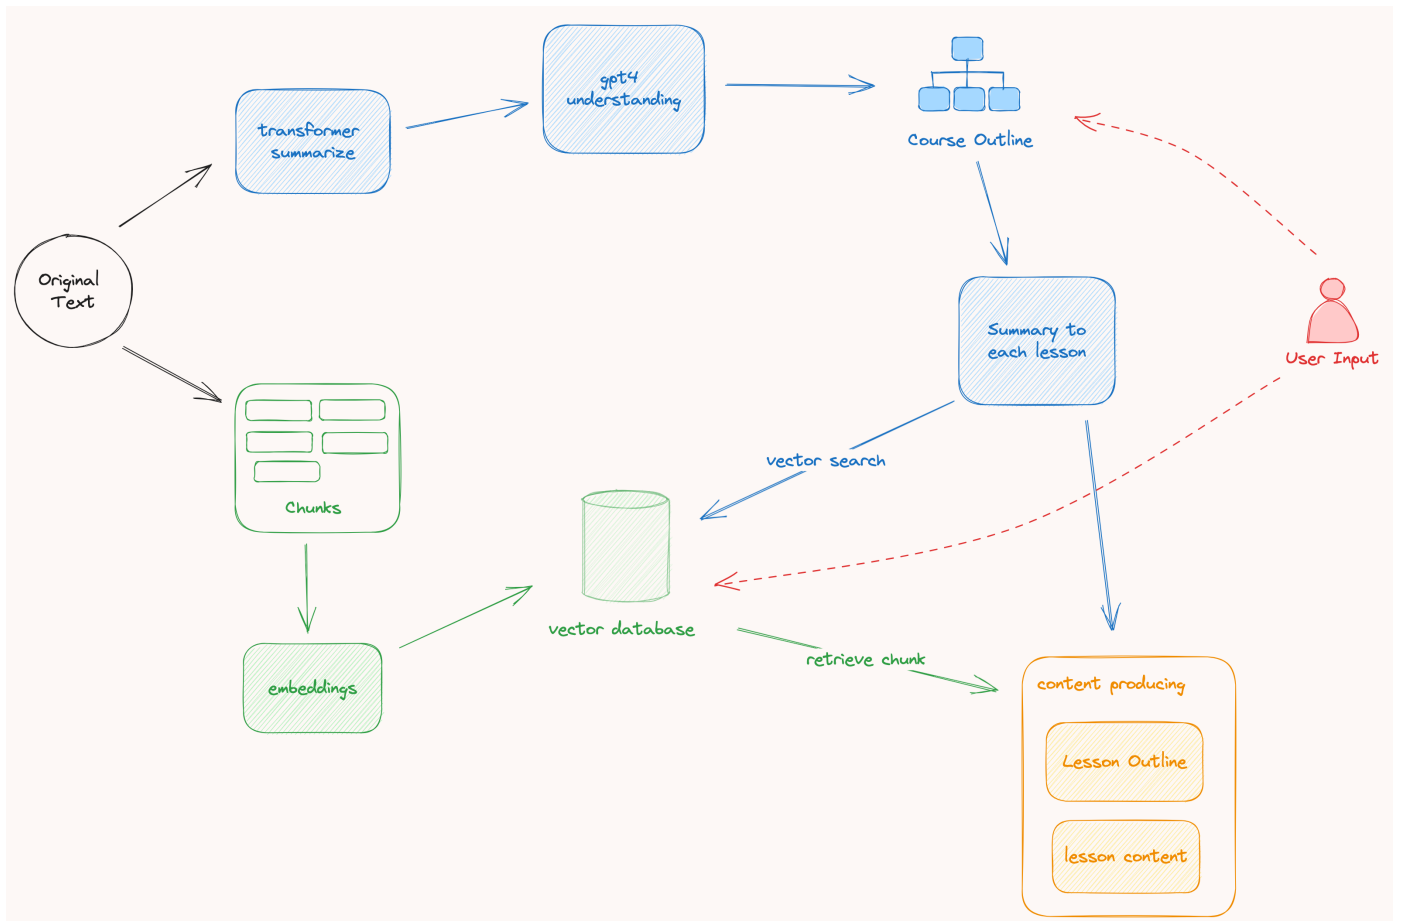 gpt4
understanding
transformer
summarize
Course Outline
Original
Text
Summary to
each lesson
User Input
vector search
Chunks
vector database
retrieve chunk
embeddings
content producing
Lesson Outline
lesson content